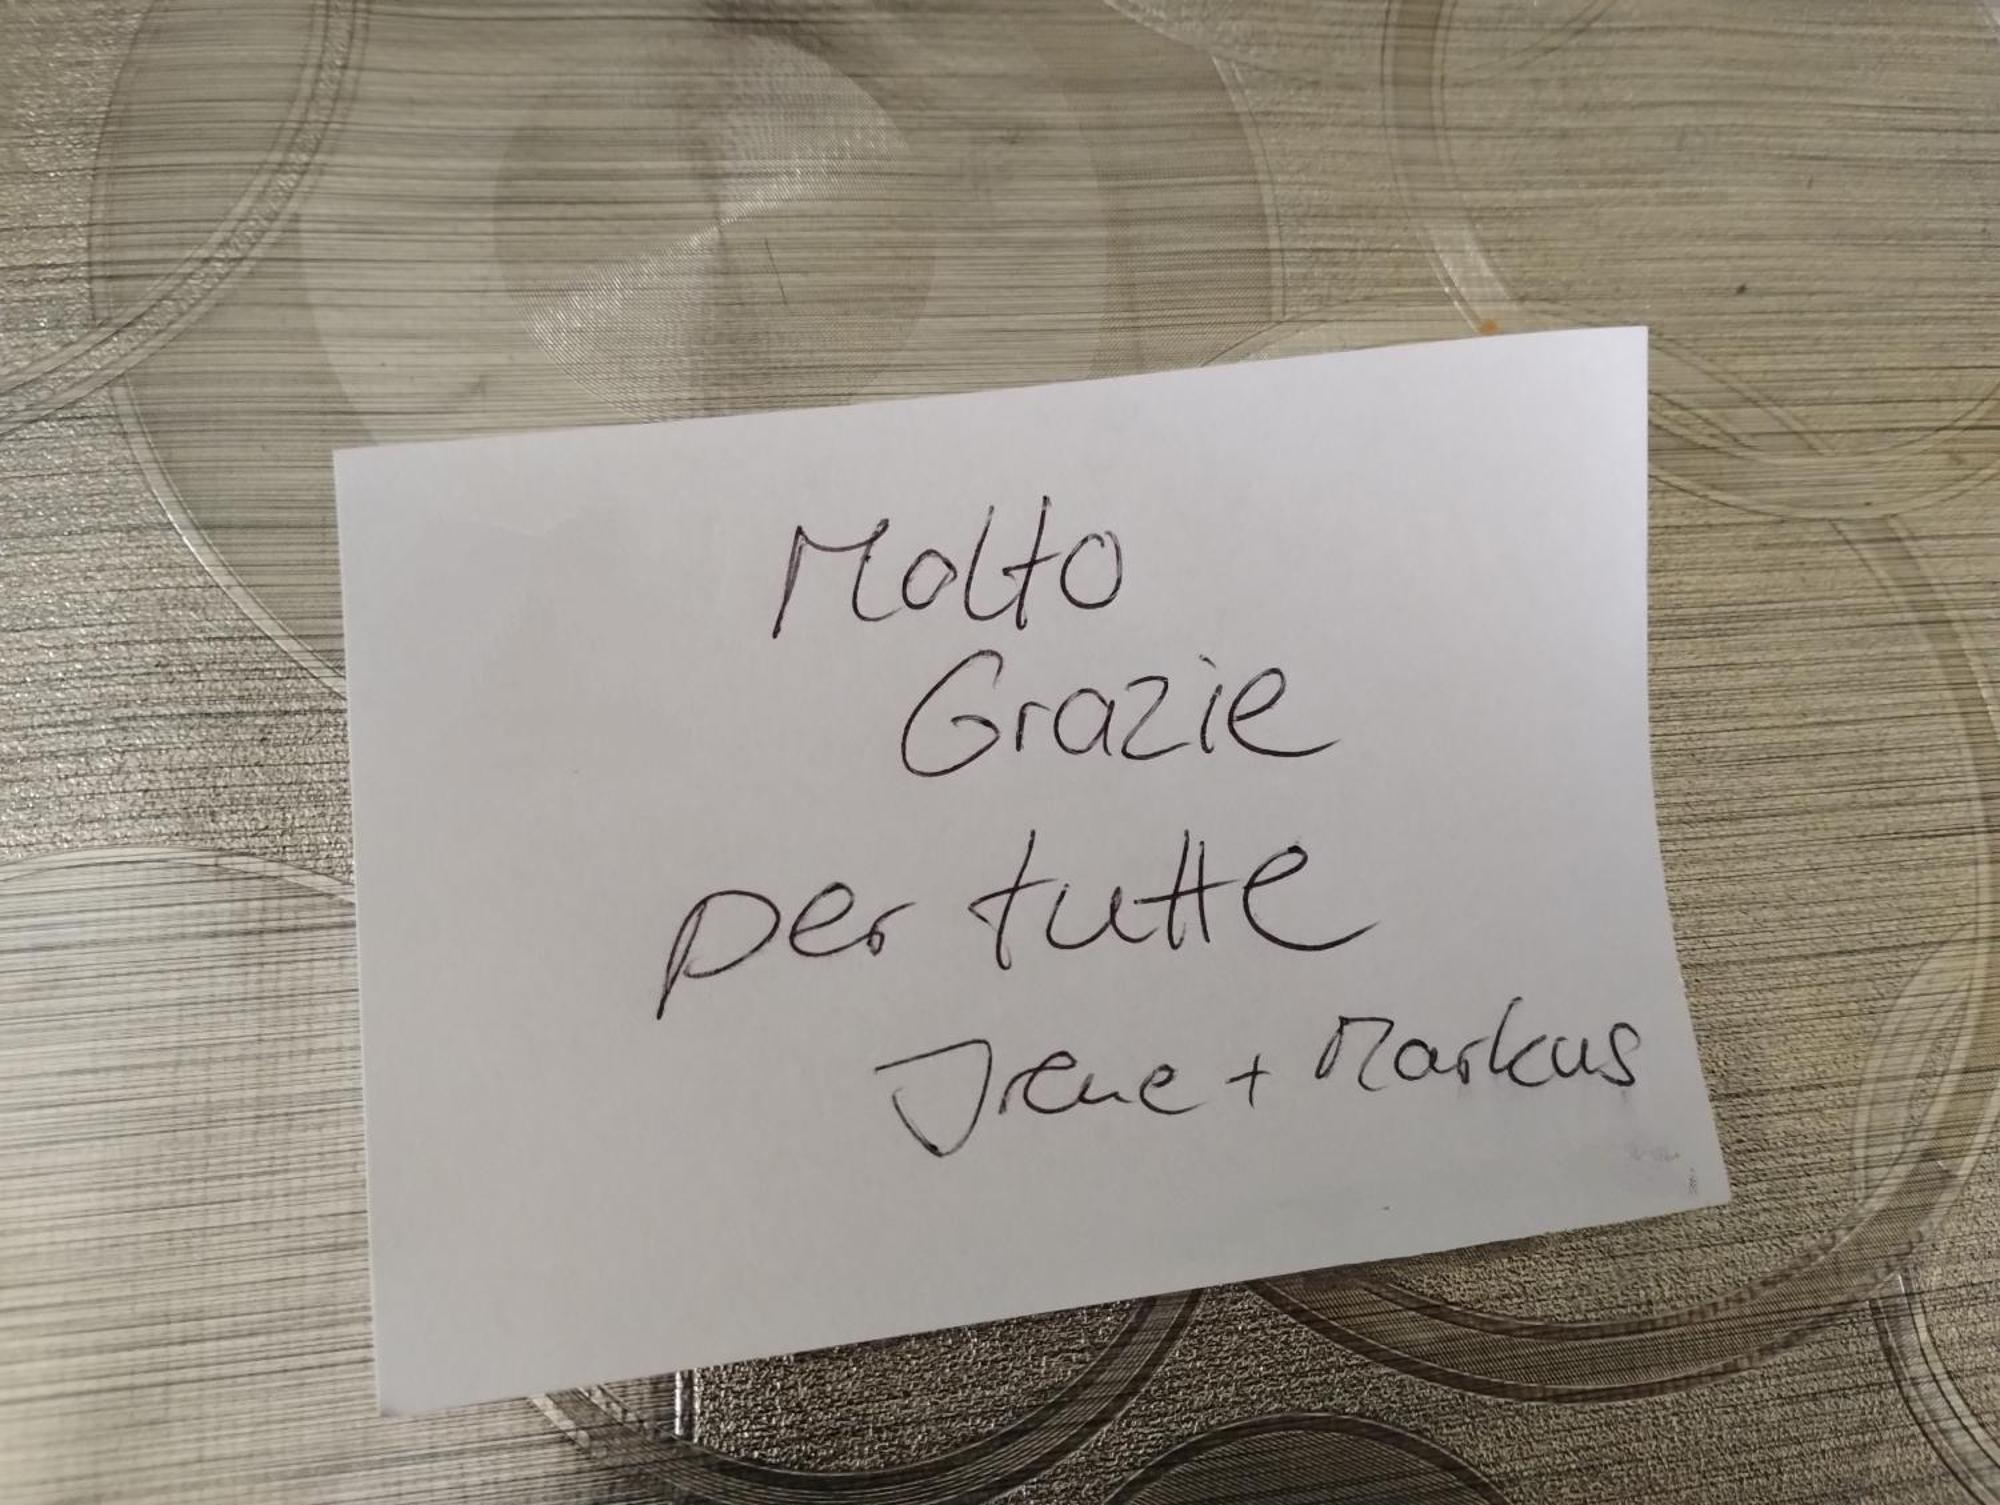 Molto
Grazie
per tutte
Irene + Markus